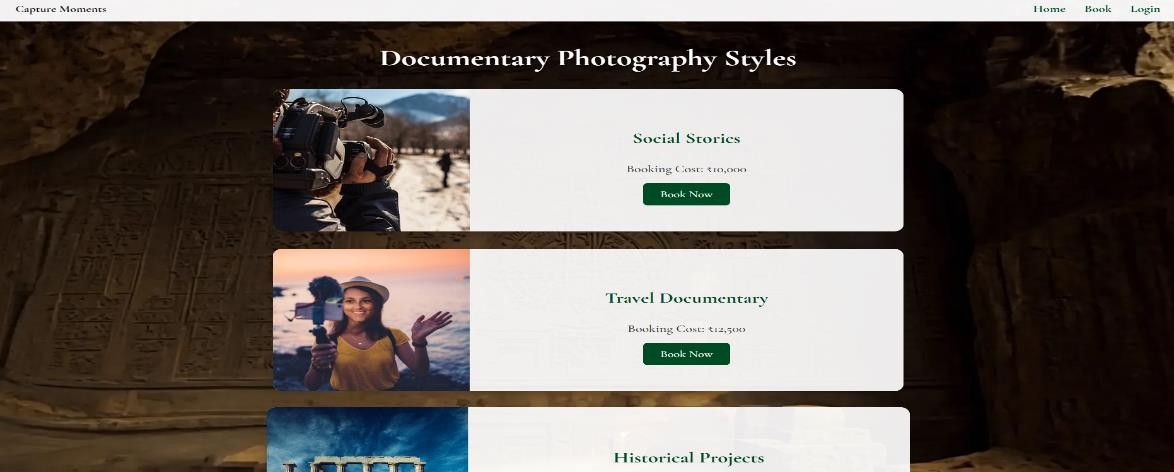 Capture Moments
Home Book Login
Documentary Photography Styles
Social Stories
Booking Cost: ₹10,000
Book Now
Travel Documentary
Booking Cost: ₹12,500
Book Now
Historical Projects